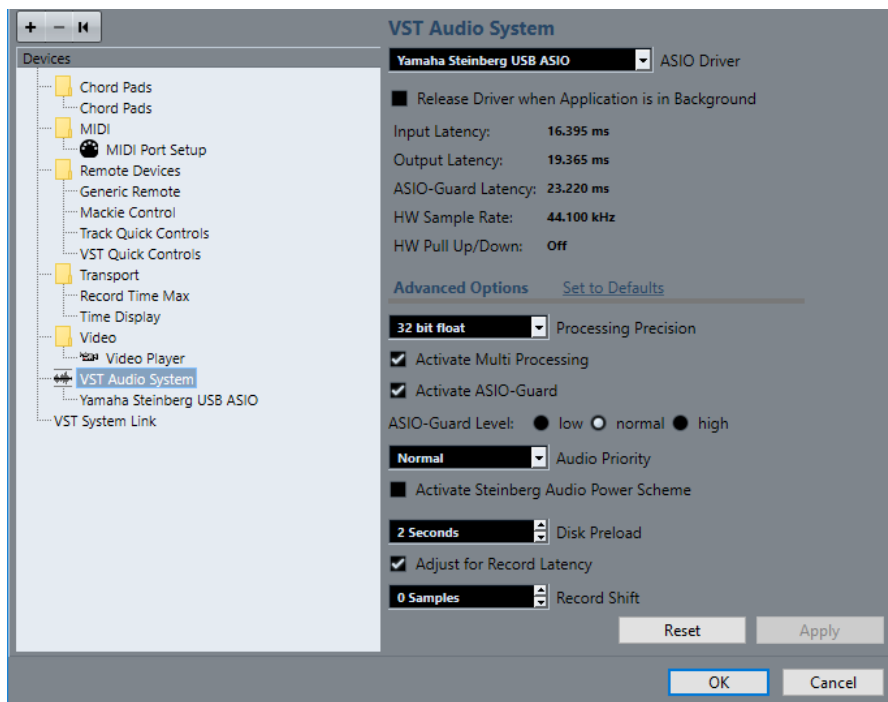 Devices
Chord Pads
Chord Pads
MIDI
MIDI Port Setup
Remote Devices
Generic Remote
Mackie Control
Track Quick Controls
VST Quick Controls
Transport
Record Time Max
Time Display
Video
Video Player
VST Audio System
Yamaha Steinberg USB ASIO
VST System Link
VST Audio System
Yamaha Steinberg USB ASIO ASIO Driver
Release Driver when Application is in Background
Input Latency: 16.395 ms
Output Latency: 19.365 ms
ASIO-Guard Latency: 23.220 ms
HW Sample Rate: 44.100 kHz
HW Pull Up/Down: Off
Advanced Options Set to Defaults
32 bit float Processing Precision
Activate Multi Processing
Activate ASIO-Guard
ASIO-Guard Level: low normal high
Normal Audio Priority
Activate Steinberg Audio Power Scheme
2 Seconds Disk Preload
Adjust for Record Latency
0 Samples Record Shift
Reset Apply
OK Cancel